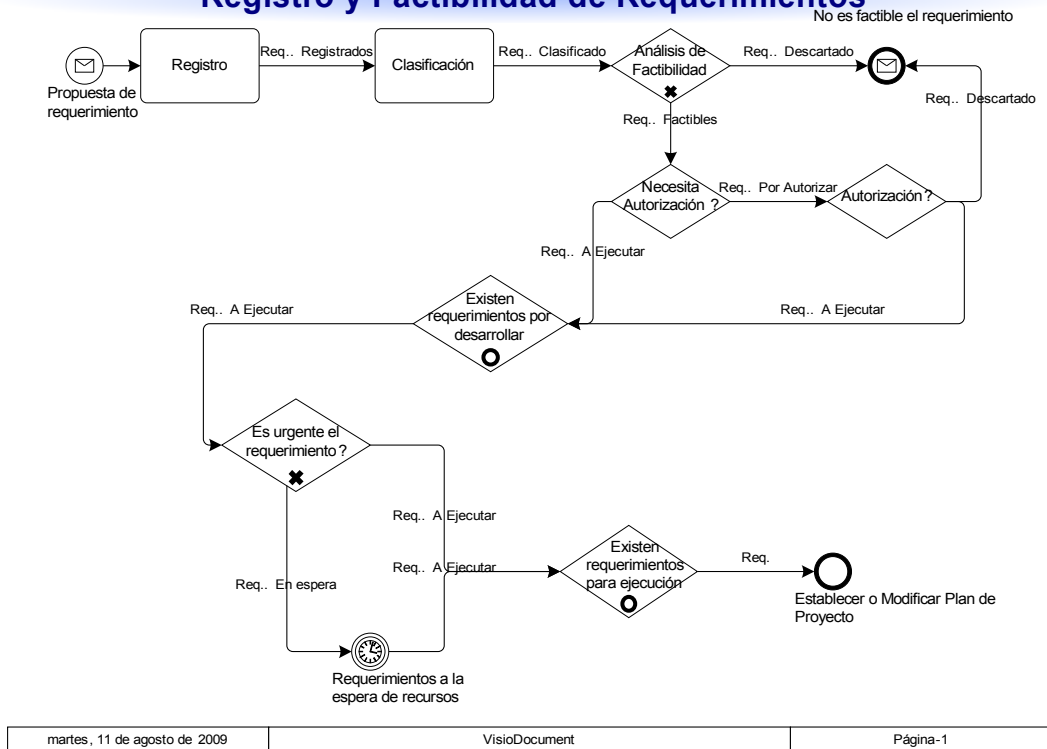 Registro y Factibilidad de Requerimientos
No es factible el requerimiento
Propuesta de
requerimiento
Registro
Req.. Registrados
Clasificación
Req.. Clasificado
Análisis de
Factibilidad
Req.. Descartado
Req.. Descartado
Req.. Factibles
Necesita
Autorización ?
Req.. Por Autorizar
Autorización ?
Req.. A Ejecutar
Req.. A Ejecutar
Existen
requerimientos por
desarrollar
Req.. A Ejecutar
Es urgente el
requerimiento ?
Req.. A Ejecutar
Req.. A Ejecutar
Req.. En espera
Existen
requerimientos
para ejecución
Req.
Establecer o Modificar Plan de
Proyecto
Requerimientos a la
espera de recursos
martes, 11 de agosto de 2009
VisioDocument
Página-1